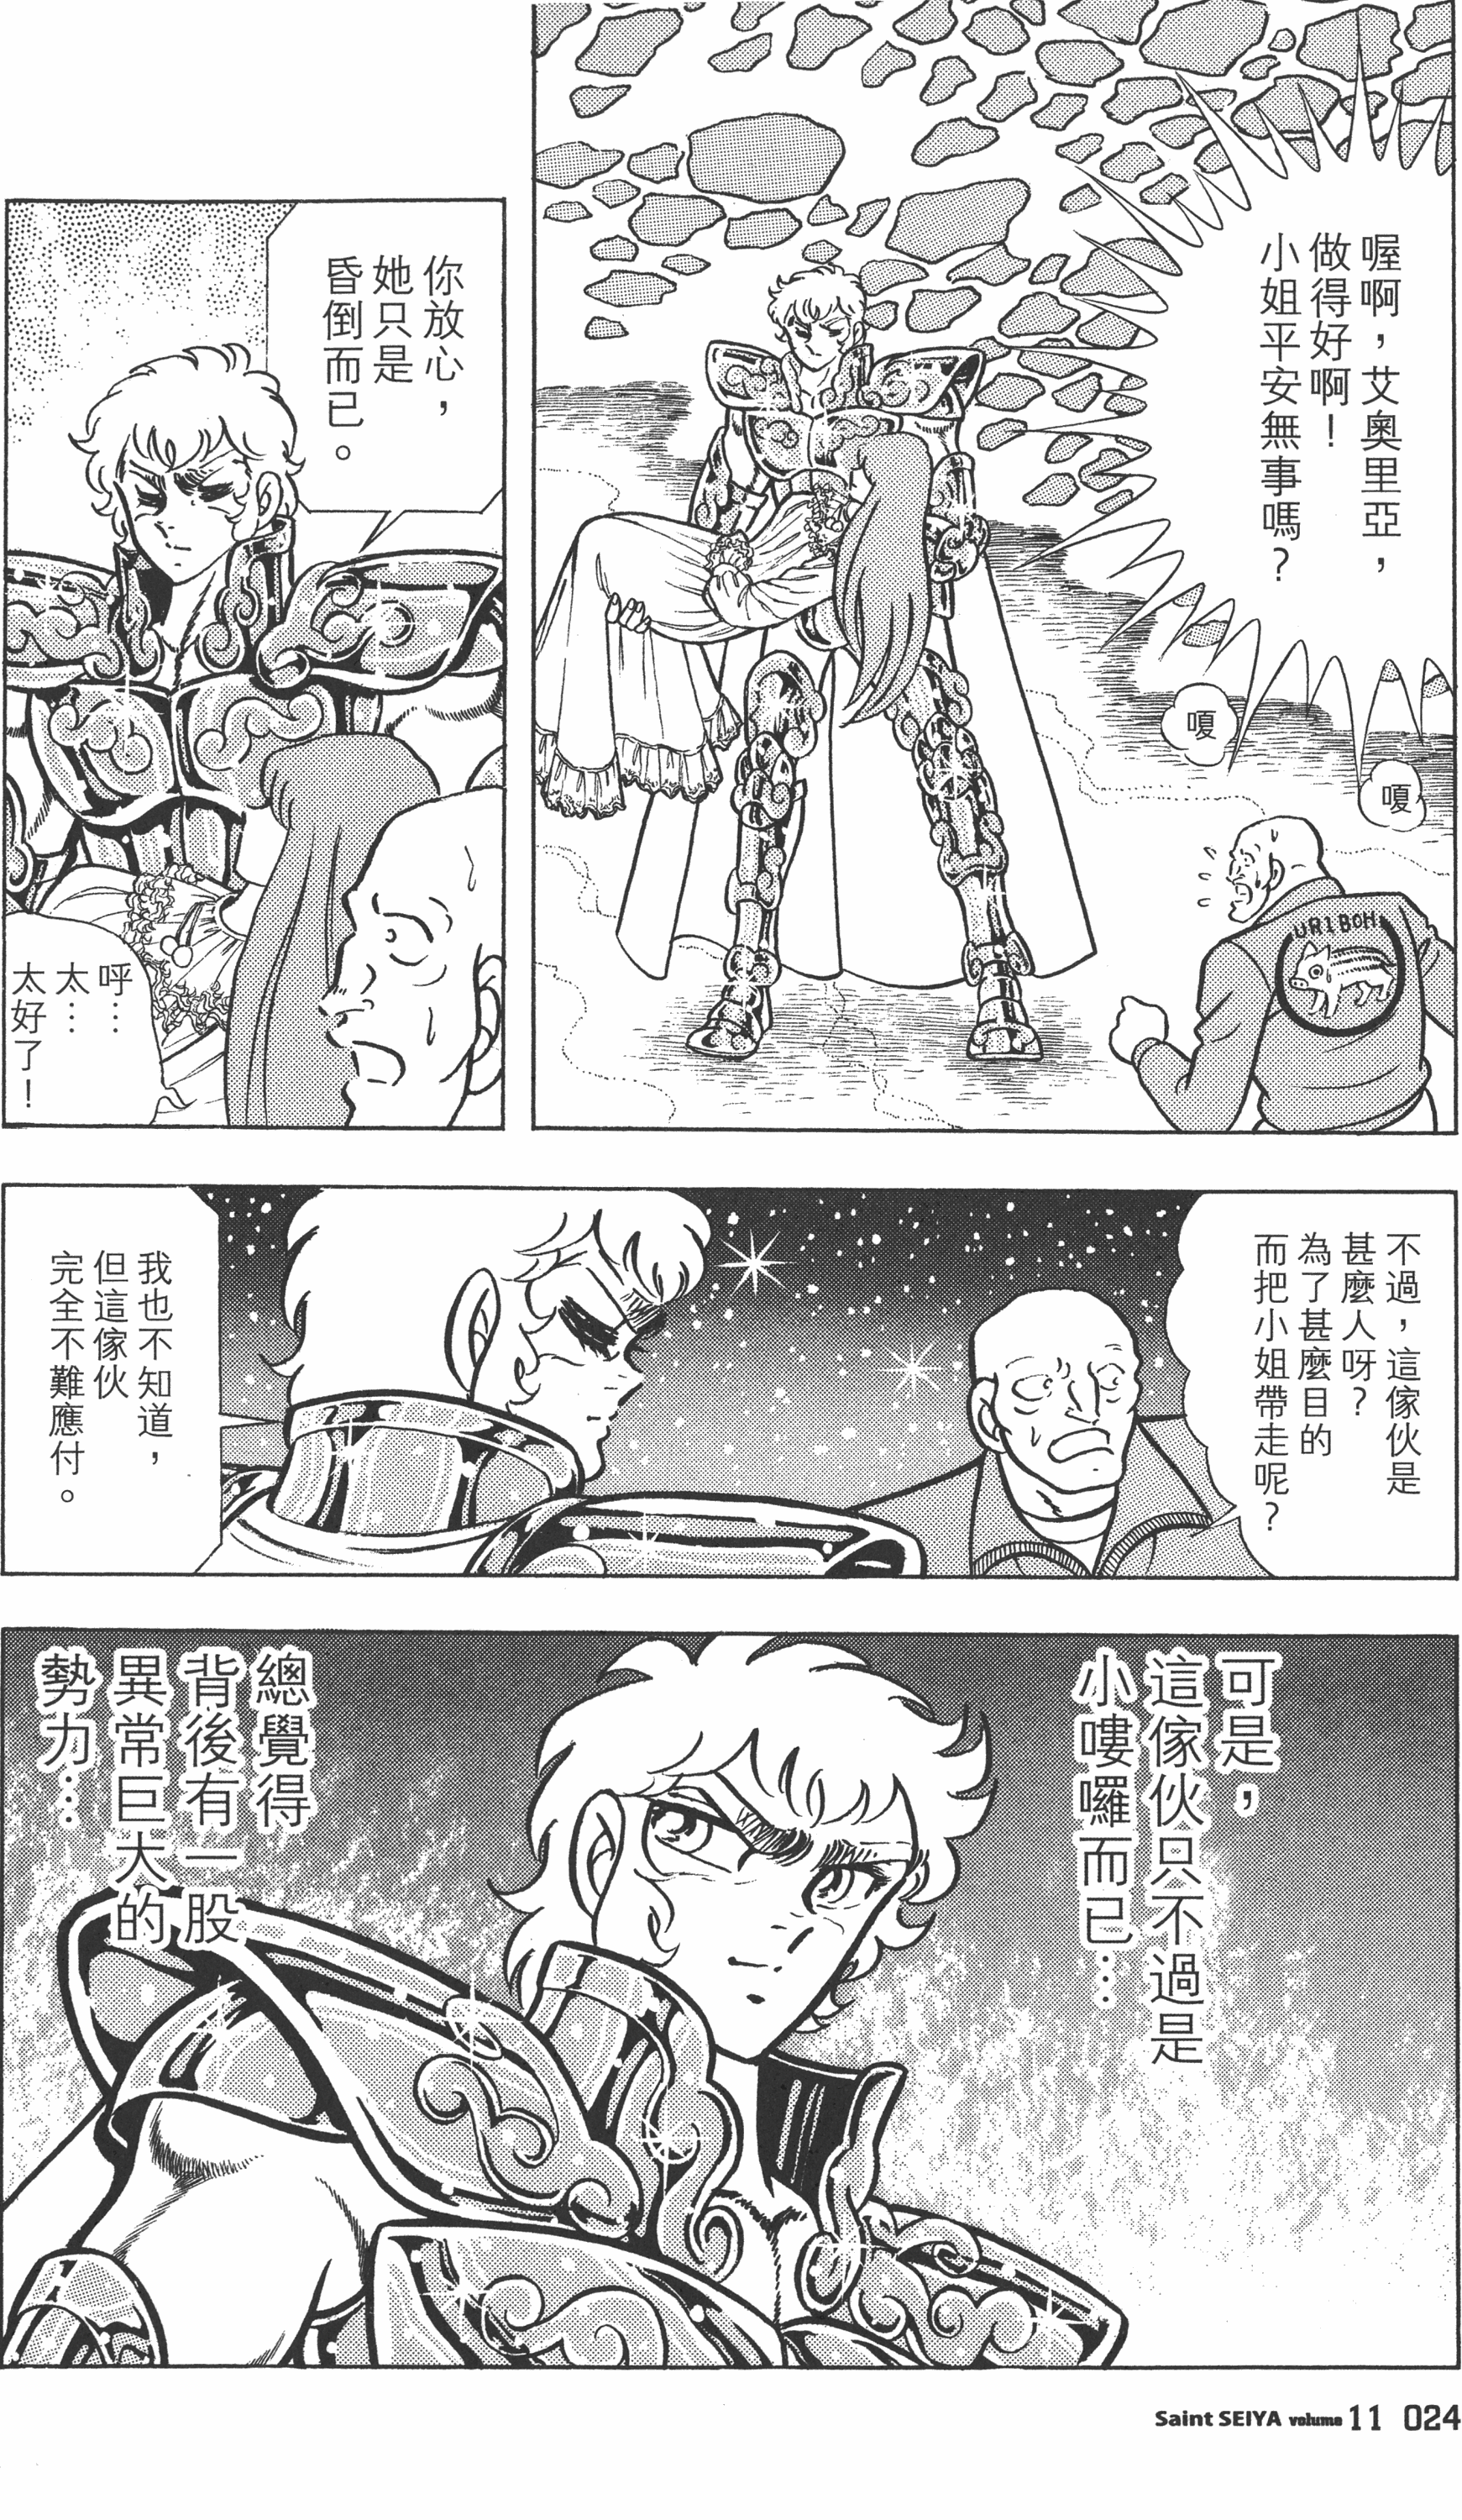 喔啊，艾奧里亞，
做得好啊！
小姐平安無事嗎？
嗄
嗄
URIBOH
你放心，
她只是
昏倒而已。
呼…
太…
太好了！
不過，這傢伙是
甚麼人呀？
為了甚麼目的
而把小姐帶走呢？
我也不知道，
但這傢伙
完全不難應付。
可是，
這傢伙只不過是
小嘍囉而已…
總覺得
背後有一股
異常巨大的
勢力…
Saint SEIYA volume 11 024